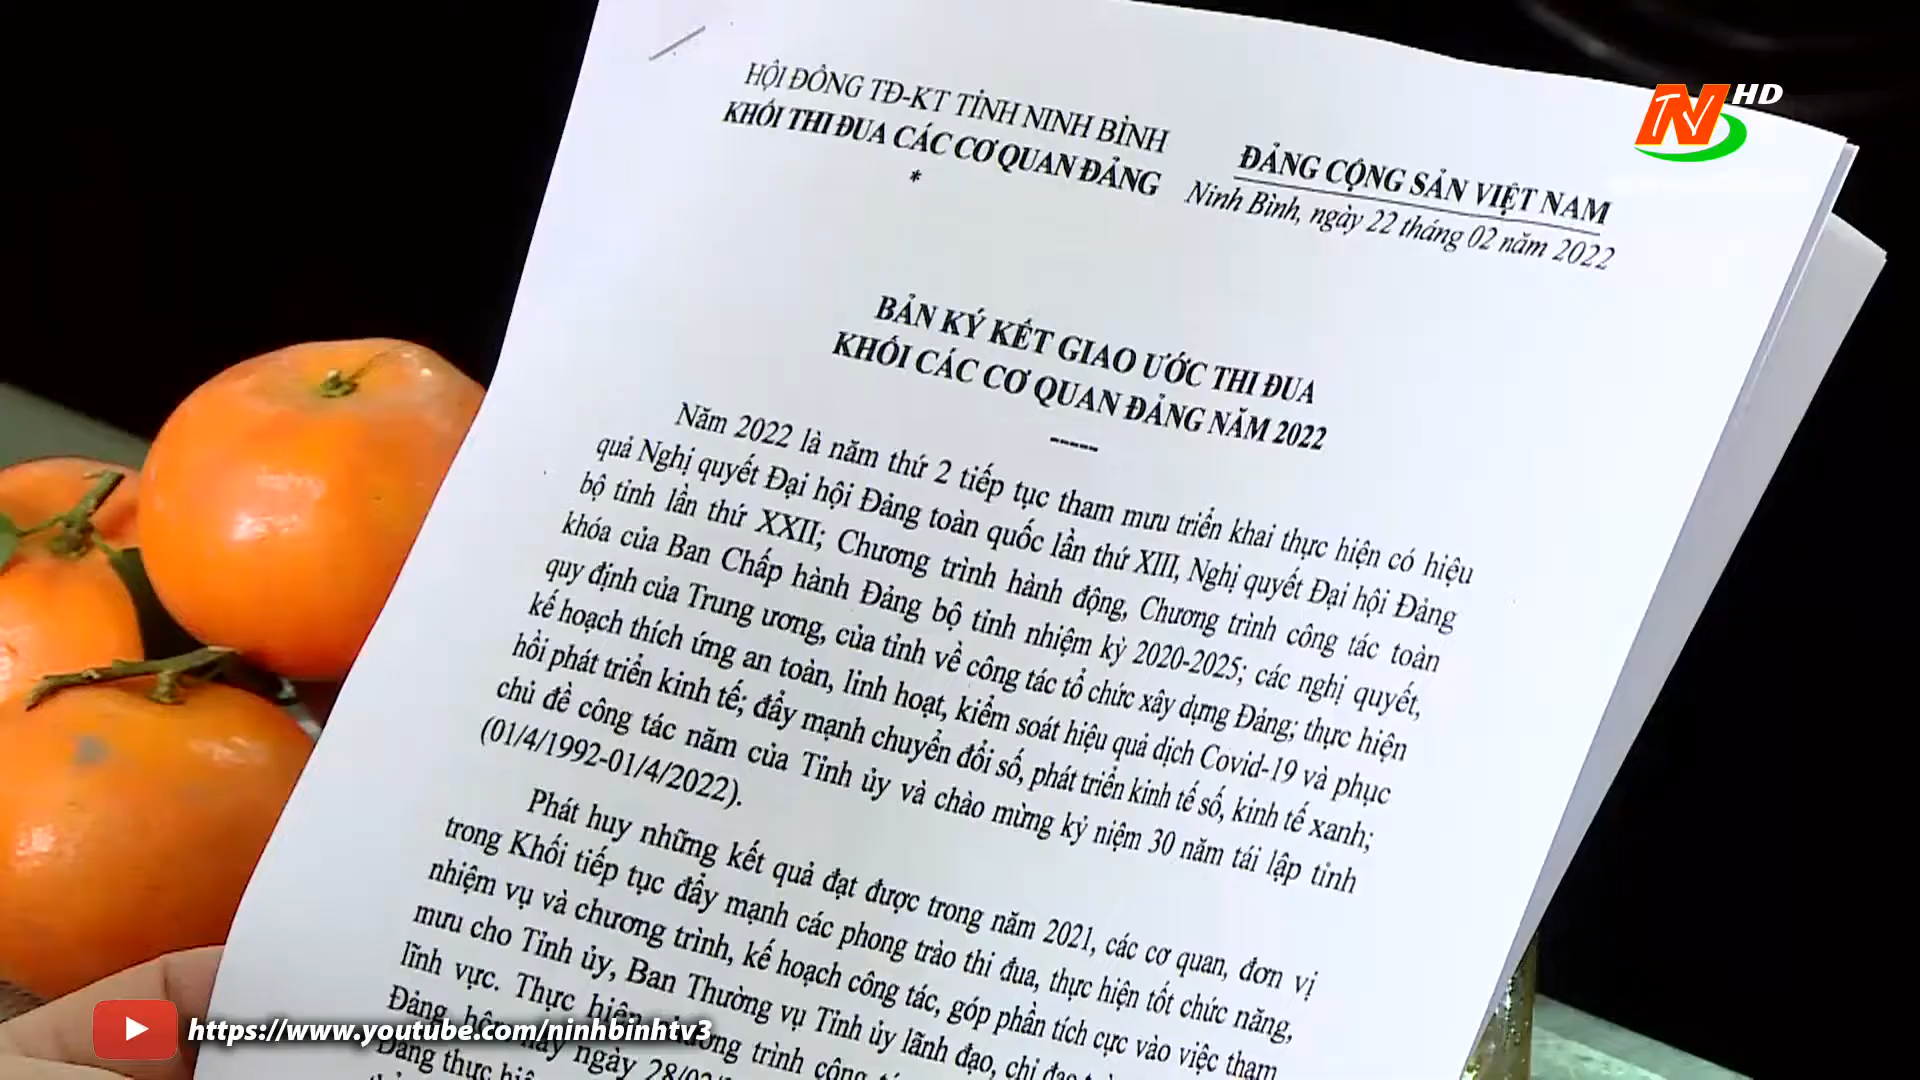 HỘI ĐỒNG TĐ-KT TỈNH NINH BÌNH
KHỐI THI ĐUA CÁC CƠ QUAN ĐẢNG
*
ĐẢNG CỘNG SẢN VIỆT NAM
Ninh Bình, ngày 22 tháng 02 năm 2022
BẢN KÝ KẾT GIAO ƯỚC THI ĐUA
KHỐI CÁC CƠ QUAN ĐẢNG NĂM 2022
-----
Năm 2022 là năm thứ 2 tiếp tục tham mưu triển khai thực hiện có hiệu
quả Nghị quyết Đại hội Đảng toàn quốc lần thứ XIII, Nghị quyết Đại hội Đảng
bộ tỉnh lần thứ XXII; Chương trình hành động, Chương trình công tác toàn
khóa của Ban Chấp hành Đảng bộ tỉnh nhiệm kỳ 2020-2025; các nghị quyết,
quy định của Trung ương, của tỉnh về công tác tổ chức xây dựng Đảng; thực hiện
kế hoạch thích ứng an toàn, linh hoạt, kiểm soát hiệu quả dịch Covid-19 và phục
hồi phát triển kinh tế; đẩy mạnh chuyển đổi số, phát triển kinh tế số, kinh tế xanh;
chủ đề công tác năm của Tỉnh ủy và chào mừng kỷ niệm 30 năm tái lập tỉnh
(01/4/1992-01/4/2022).
Phát huy những kết quả đạt được trong năm 2021, các cơ quan, đơn vị
trong Khối tiếp tục đẩy mạnh các phong trào thi đua, thực hiện tốt chức năng,
nhiệm vụ và chương trình, kế hoạch công tác, góp phần tích cực vào việc tham
mưu cho Tỉnh ủy, Ban Thường vụ Tỉnh ủy lãnh đạo, chỉ đạo
lĩnh vực. Thực hiện chương trình công
Đảng bộ ngày 28/02
Đảng thực hiện
TN HD
https://www.youtube.com/ninhbinhtv3